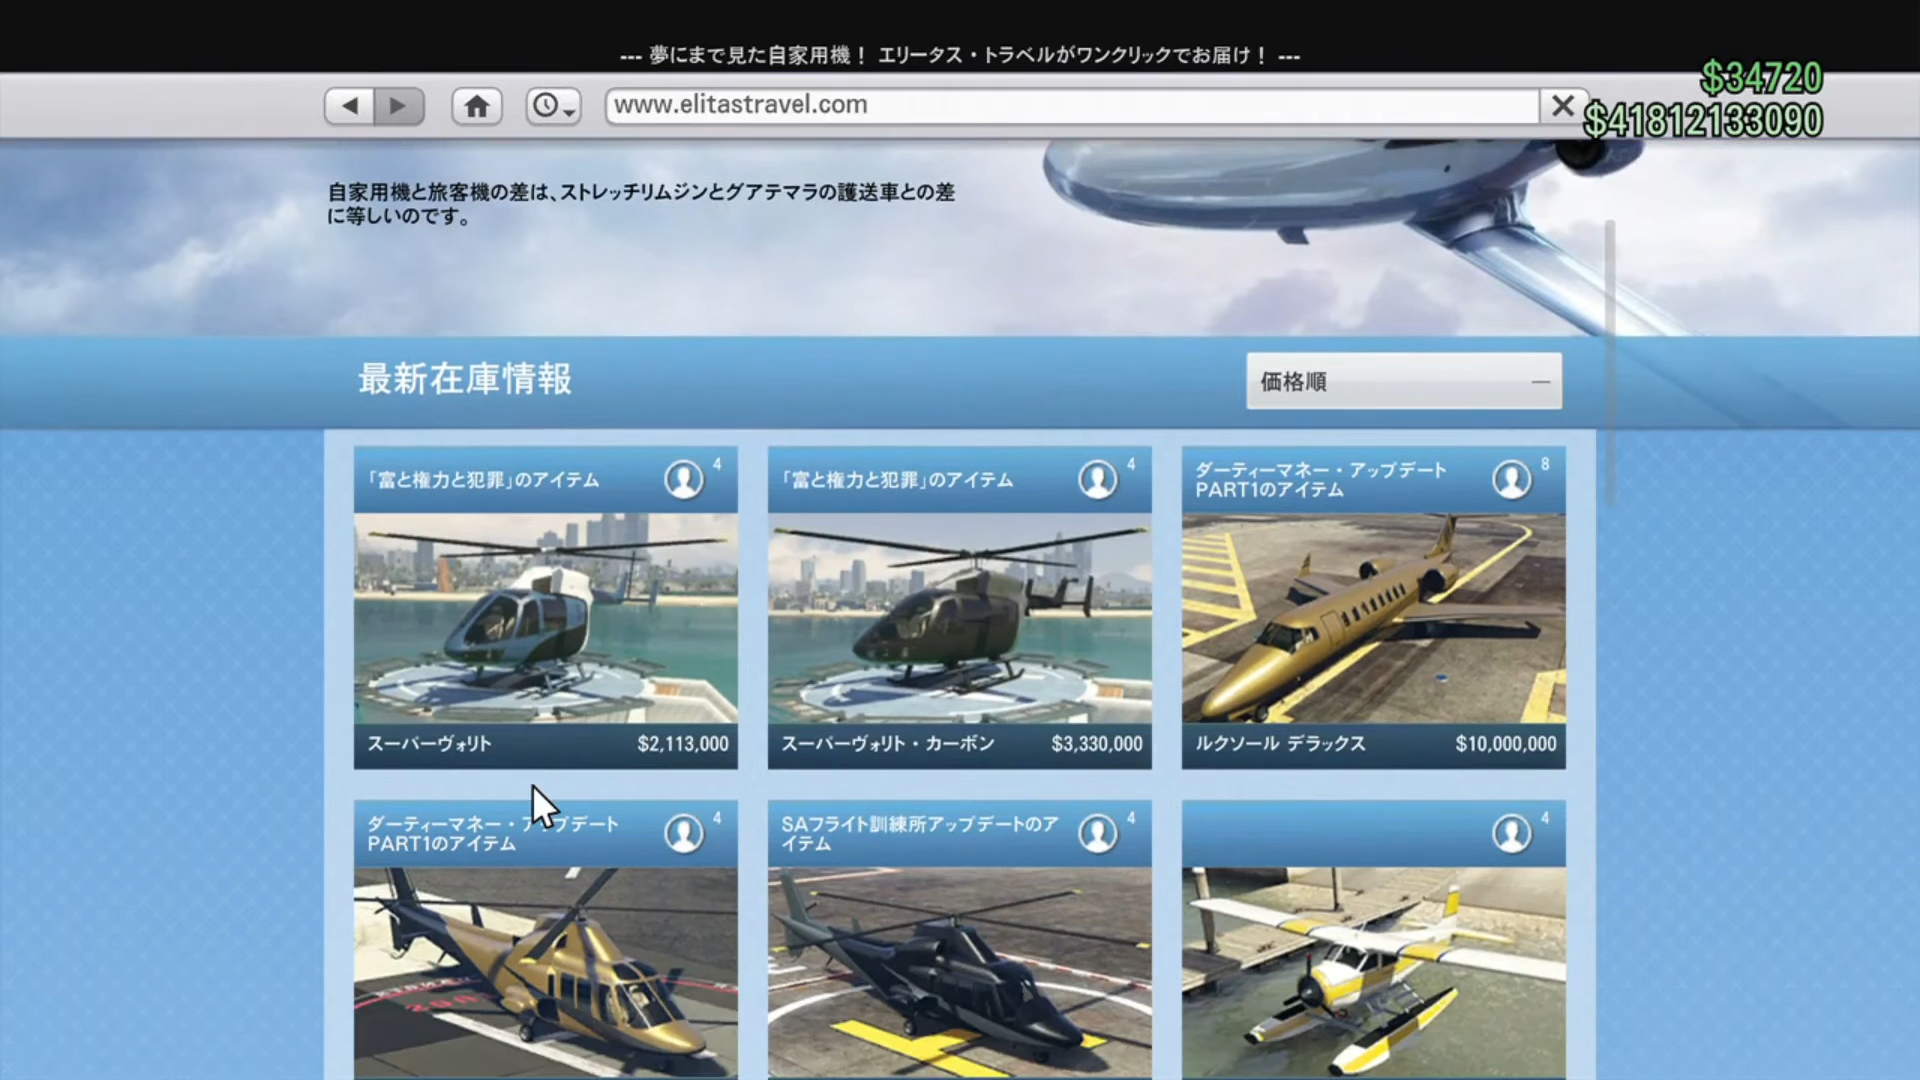 --- 夢にまで見た自家用機！ エリータス・トラベルがワンクリックでお届け！ ---
$34720
www.elitastravel.com
$41812133090
自家用機と旅客機の差は、ストレッチリムジンとグアテマラの護送車との差
に等しいのです。
最新在庫情報
価格順
「富と権力と犯罪」のアイテム
4
「富と権力と犯罪」のアイテム
4
ダーティーマネー・アップデート
PART1のアイテム
8
スーパーヴォリト
$2,113,000
スーパーヴォリト・カーボン
$3,330,000
ルクソール デラックス
$10,000,000
ダーティーマネー・アップデート
PART1のアイテム
4
SAフライト訓練所アップデートのア
イテム
4
4